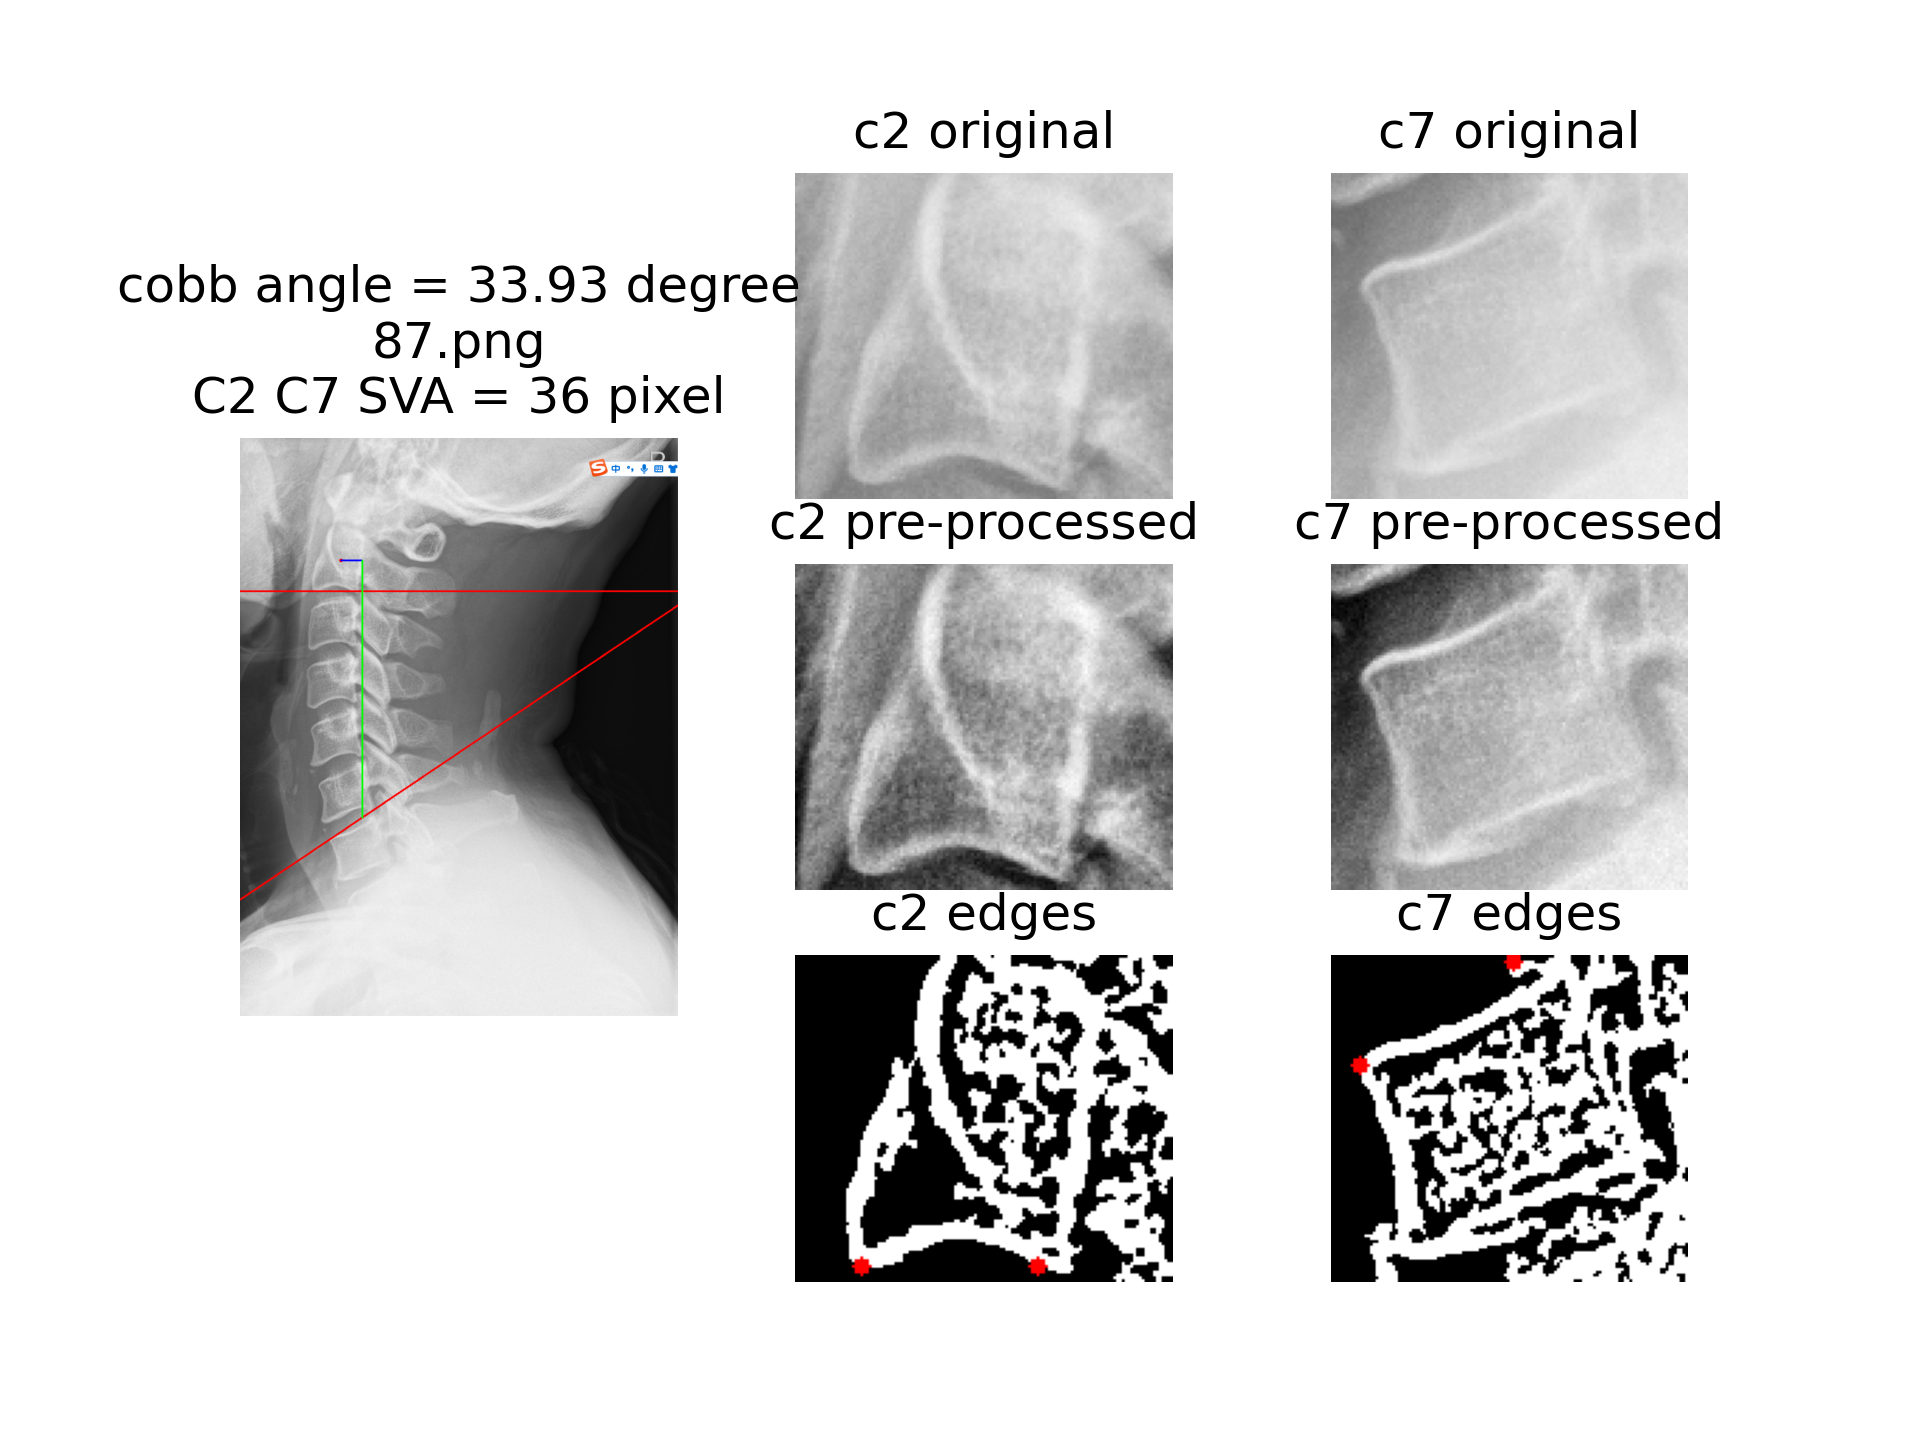 cobb angle = 33.93 degree
87.png
C2 C7 SVA = 36 pixel
中
c2 original
c7 original
c2 pre-processed
c7 pre-processed
c2 edges
c7 edges